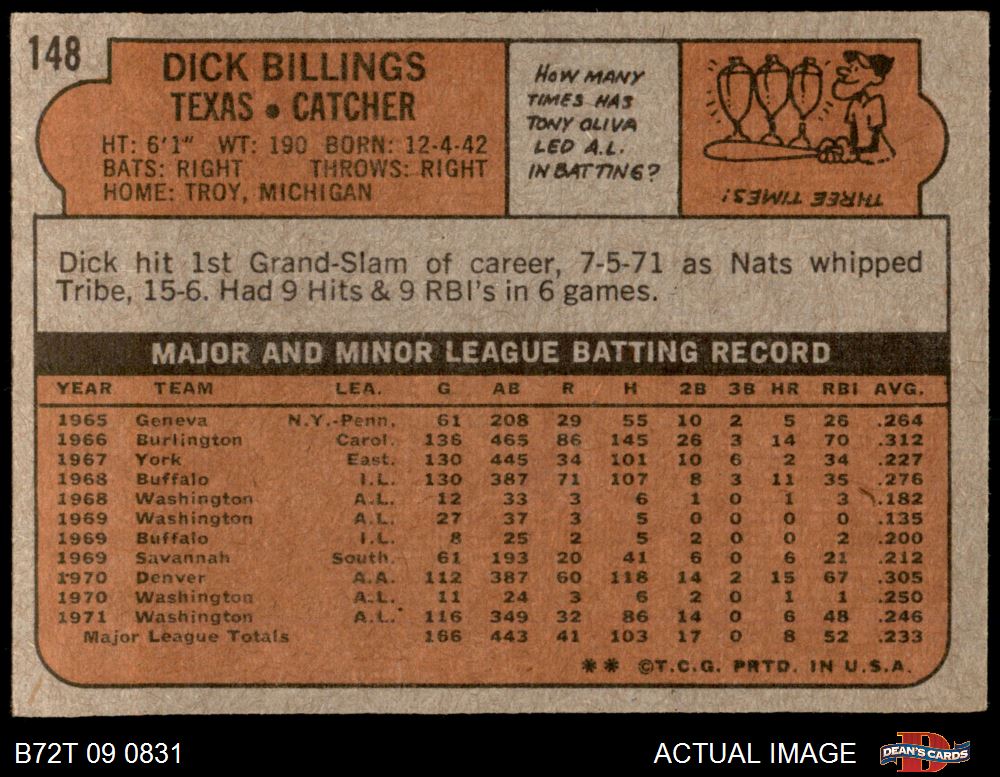 148
DICK BILLINGS
TEXAS • CATCHER
HT: 6'1" WT: 190 BORN: 12-4-42
BATS: RIGHT THROWS: RIGHT
HOME: TROY, MICHIGAN
HOW MANY
TIMES HAS
TONY OLIVA
LED A.L.
IN BATTING?
THREE TIMES!
Dick hit 1st Grand-Slam of career, 7-5-71 as Nats whipped
Tribe, 15-6. Had 9 Hits & 9 RBI's in 6 games.
MAJOR AND MINOR LEAGUE BATTING RECORD
YEAR TEAM LEA. G AB R H 2B 3B HR RBI AVG.
1965 Geneva N.Y.-Penn. 61 208 29 55 10 2 5 26 .264
1966 Burlington Carol. 136 465 86 145 26 3 14 70 .312
1967 York East. 130 445 34 101 10 6 2 34 .227
1968 Buffalo I.L. 130 387 71 107 8 3 11 35 .276
1968 Washington A.L. 12 33 3 6 1 0 1 3 .182
1969 Washington A.L. 27 37 3 5 0 0 0 0 .135
1969 Buffalo I.L. 8 25 2 5 2 0 0 2 .200
1969 Savannah South. 61 193 20 41 6 0 6 21 .212
1970 Denver A.A. 112 387 60 118 14 2 15 67 .305
1970 Washington A.L. 11 24 3 6 2 0 1 1 .250
1971 Washington A.L. 116 349 32 86 14 0 6 48 .246
Major League Totals 166 443 41 103 17 0 8 52 .233
** ©T.C.G. PRTD. IN U.S.A.
B72T 09 0831
ACTUAL IMAGE
DEAN'S CARDS